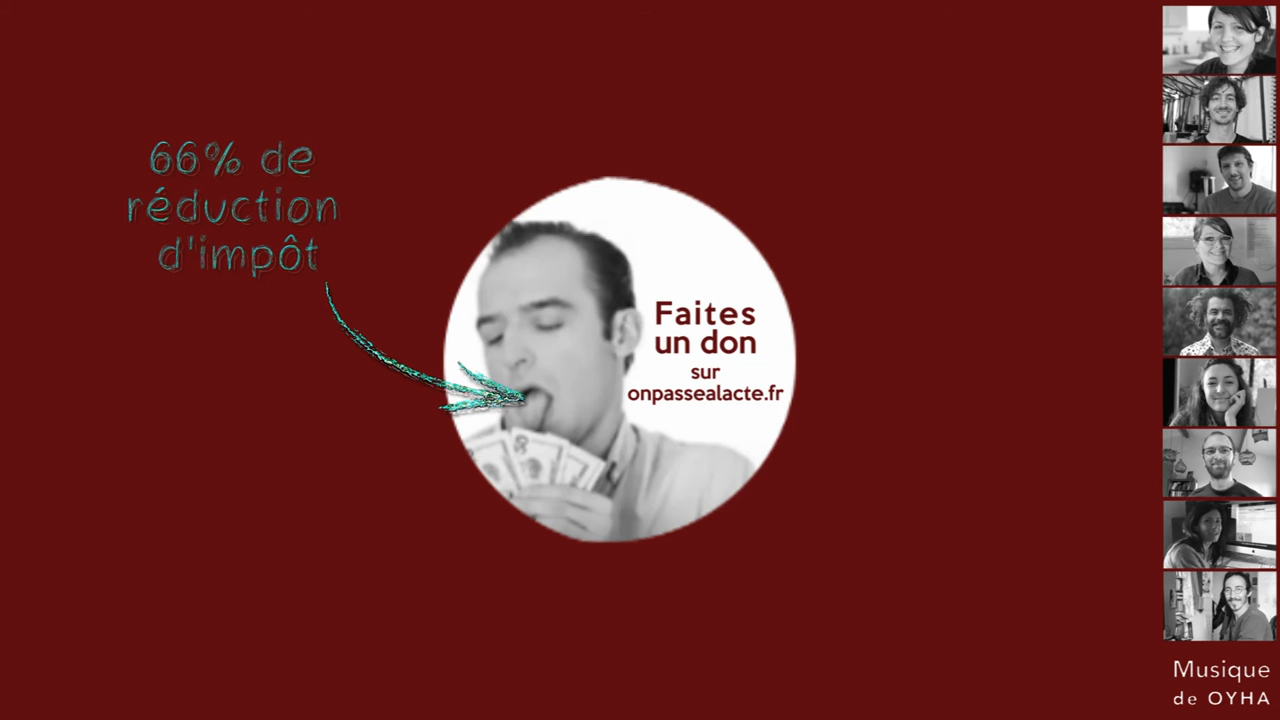 66% de
réduction
d'impôt
Faites
un don
sur
onpassealacte.fr
Musique
de OYHA